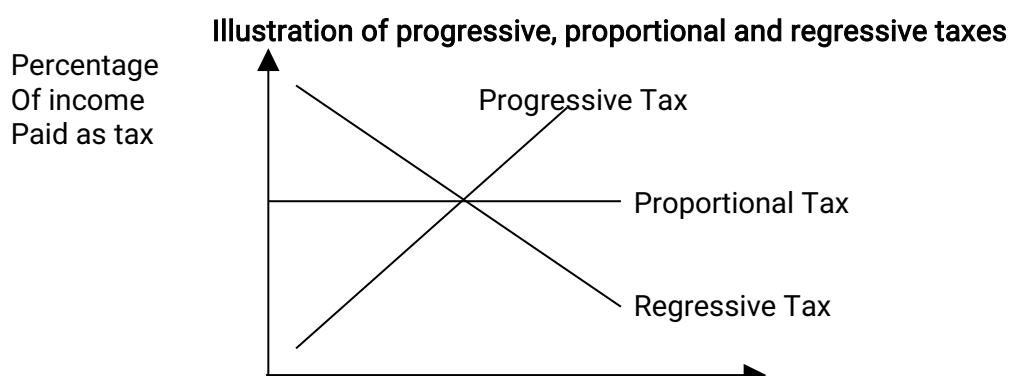 Illustration of progressive, proportional and regressive taxes
Percentage
Of income
Paid as tax
Progressive Tax
Proportional Tax
Regressive Tax